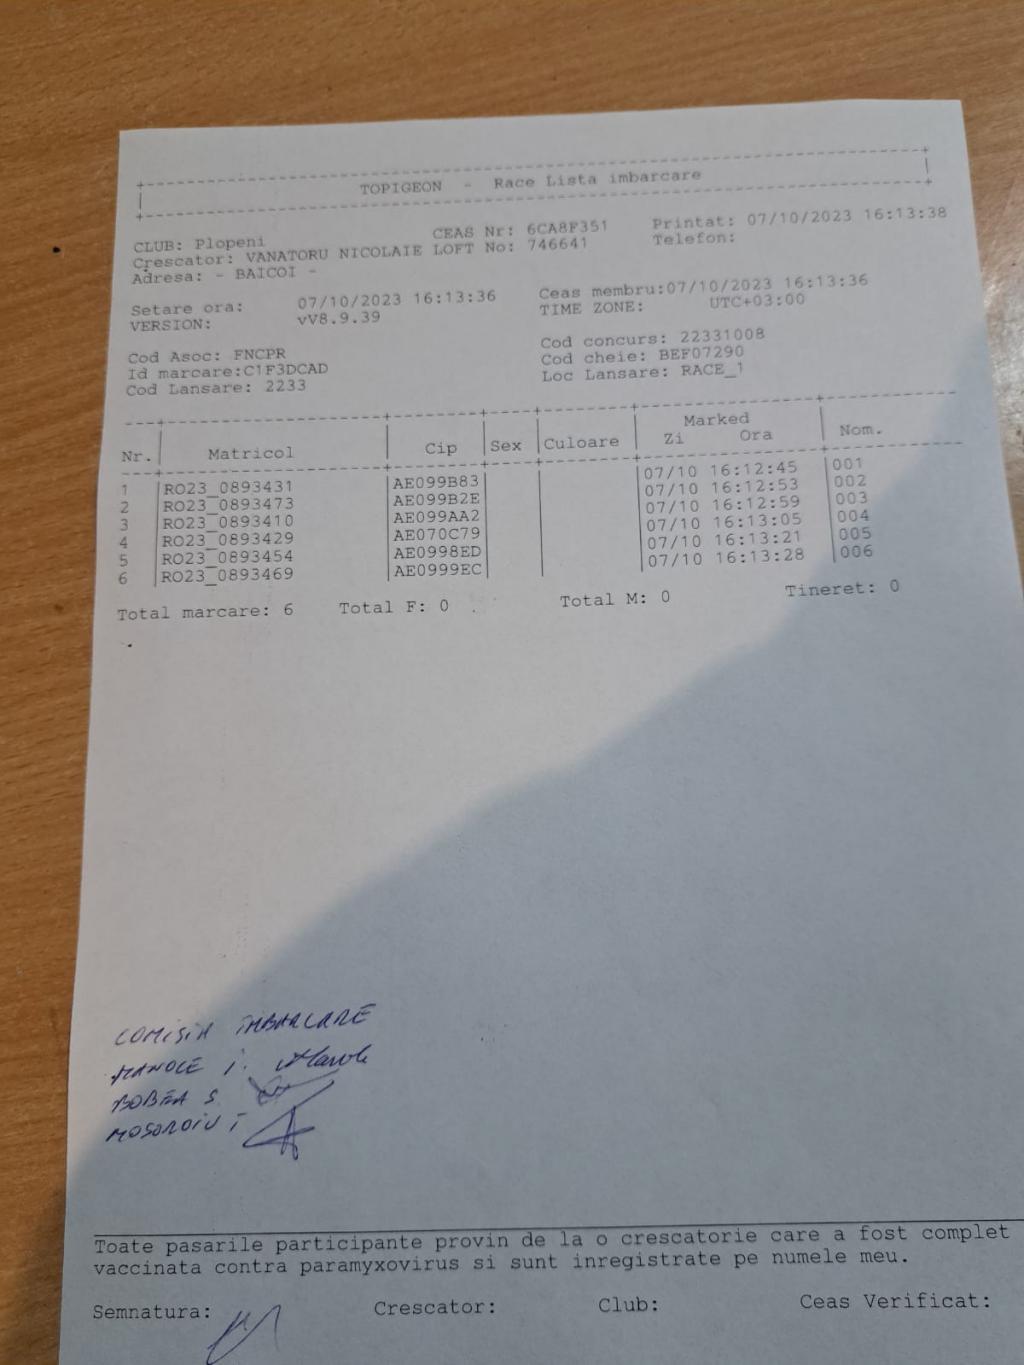 TOPIGEON - Race Lista imbarcare
CLUB: Plopeni CEAS Nr: 6CA8F351 Printat: 07/10/2023 16:13:38
Crescator: VANATORU NICOLAIE LOFT No: 746641 Telefon:
Adresa: - BAICOI -
Setare ora: 07/10/2023 16:13:36 Ceas membru:07/10/2023 16:13:36
VERSION: vV8.9.39 TIME ZONE: UTC+03:00
Cod Asoc: FNCPR Cod concurs: 22331008
Id marcare:C1F3DCAD Cod cheie: BEF07290
Cod Lansare: 2233 Loc Lansare: RACE_1
Marked
Nr. Matricol Cip Sex Culoare Zi Ora Nom.
1 RO23_0893431 AE099B83 07/10 16:12:45 001
2 RO23_0893473 AE099B2E 07/10 16:12:53 002
3 RO23_0893410 AE099AA2 07/10 16:12:59 003
4 RO23_0893429 AE070C79 07/10 16:13:05 004
5 RO23_0893454 AE0998ED 07/10 16:13:21 005
6 RO23_0893469 AE0999EC 07/10 16:13:28 006
Total marcare: 6 Total F: 0 Total M: 0 Tineret: 0
COMISIA IMBARCARE
MANOLE I.
BOBEA S
MOSOROIU I
Toate pasarile participante provin de la o crescatorie care a fost complet
vaccinata contra paramyxovirus si sunt inregistrate pe numele meu.
Semnatura: Crescator: Club: Ceas Verificat: